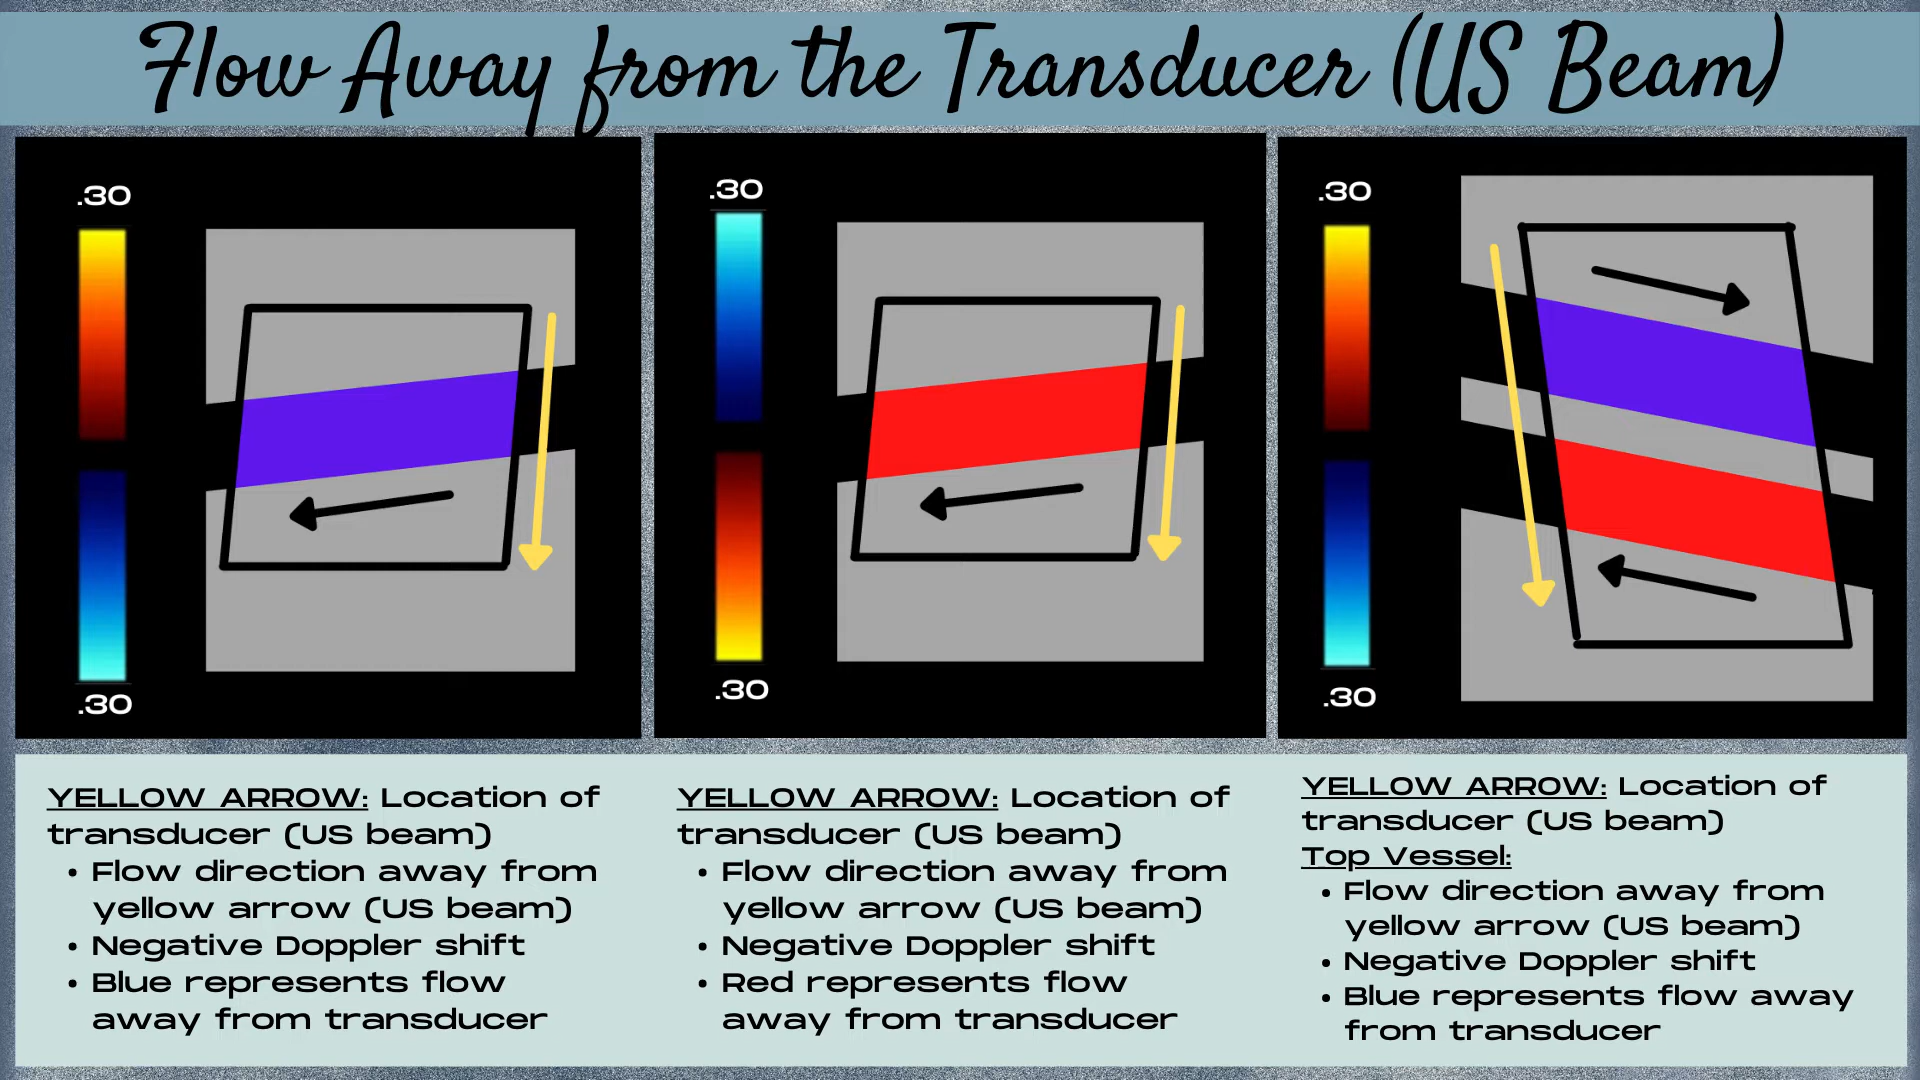 Flow Away from the Transducer (US Beam)
.30
.30
.30
.30
.30
.30
YELLOW ARROW: Location of
transducer (US beam)
• Flow direction away from
yellow arrow (US beam)
• Negative Doppler shift
• Blue represents flow
away from transducer
YELLOW ARROW: Location of
transducer (US beam)
• Flow direction away from
yellow arrow (US beam)
• Negative Doppler shift
• Red represents flow
away from transducer
YELLOW ARROW: Location of
transducer (US beam)
Top Vessel:
• Flow direction away from
yellow arrow (US beam)
• Negative Doppler shift
• Blue represents flow away
from transducer